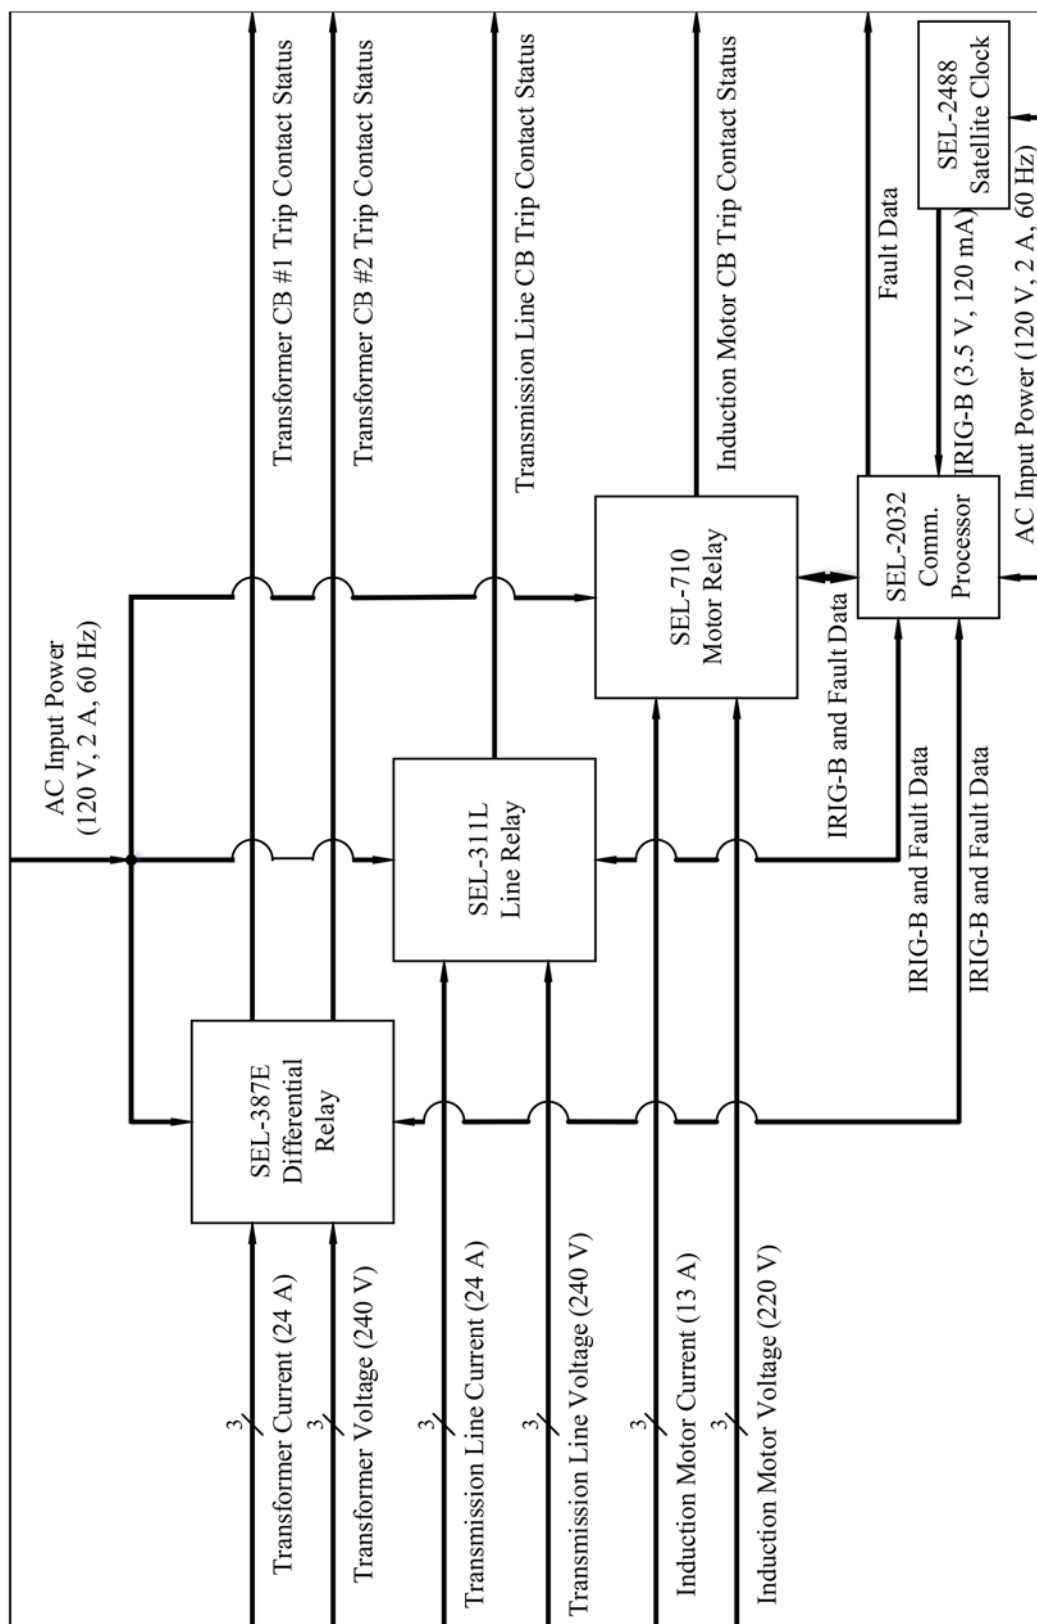 AC Input Power
(120 V, 2 A, 60 Hz)
Transformer CB #1 Trip Contact Status
Transformer CB #2 Trip Contact Status
Transmission Line CB Trip Contact Status
Induction Motor CB Trip Contact Status
Fault Data
SEL-2488
Satellite Clock
IRIG-B (3.5 V, 120 mA)
AC Input Power (120 V, 2 A, 60 Hz)
SEL-387E
Differential
Relay
SEL-311L
Line Relay
SEL-710
Motor Relay
SEL-2032
Comm.
Processor
IRIG-B and Fault Data
IRIG-B and Fault Data
IRIG-B and Fault Data
3
Transformer Current (24 A)
3
Transformer Voltage (240 V)
3
Transmission Line Current (24 A)
3
Transmission Line Voltage (240 V)
3
Induction Motor Current (13 A)
3
Induction Motor Voltage (220 V)